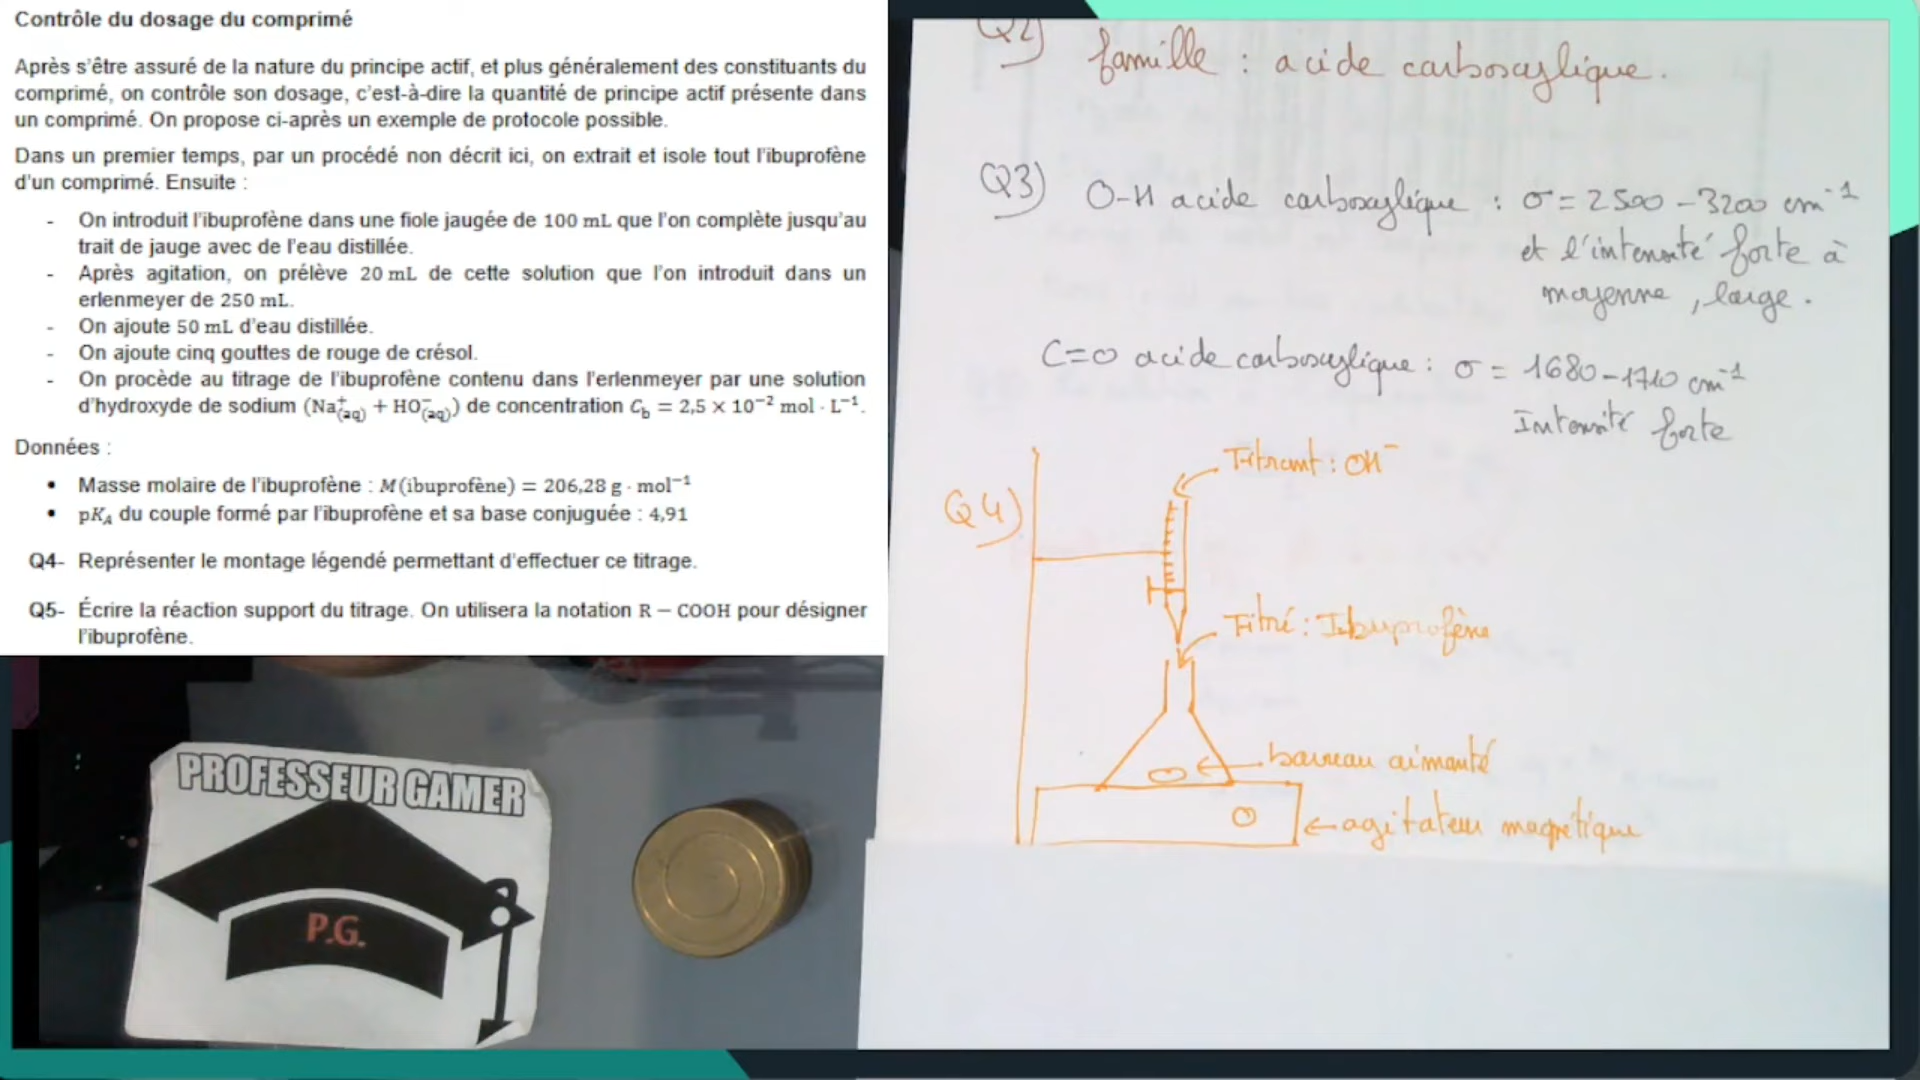 Contrôle du dosage du comprimé
Après s'être assuré de la nature du principe actif, et plus généralement des constituants du
comprimé, on contrôle son dosage, c'est-à-dire la quantité de principe actif présente dans
un comprimé. On propose ci-après un exemple de protocole possible.
Dans un premier temps, par un procédé non décrit ici, on extrait et isole tout l'ibuprofène
d'un comprimé. Ensuite :
- On introduit l'ibuprofène dans une fiole jaugée de 100 mL que l'on complète jusqu'au
trait de jauge avec de l'eau distillée.
- Après agitation, on prélève 20 mL de cette solution que l'on introduit dans un
erlenmeyer de 250 mL.
- On ajoute 50 mL d'eau distillée.
- On ajoute cinq gouttes de rouge de crésol.
- On procède au titrage de l'ibuprofène contenu dans l'erlenmeyer par une solution
d'hydroxyde de sodium (Na⁺(aq) + HO⁻(aq)) de concentration C_b = 2,5 × 10⁻² mol · L⁻¹.
Données :
• Masse molaire de l'ibuprofène : M(ibuprofène) = 206,28 g · mol⁻¹
• pK_A du couple formé par l'ibuprofène et sa base conjuguée : 4,91
Q4- Représenter le montage légendé permettant d'effectuer ce titrage.
Q5- Écrire la réaction support du titrage. On utilisera la notation R − COOH pour désigner
l'ibuprofène.
PROFESSEUR GAMER
P.G.
Q2) famille : acide carboxylique.
Q3) O-H acide carboxylique : σ = 2500 - 3200 cm⁻¹
et l'intensité forte à
moyenne, large.
C=O acide carboxylique : σ = 1680 - 1710 cm⁻¹
Intensité forte
Q4)
Titrant : OH⁻
Titré : Ibuprofène
barreau aimanté
agitateur magnétique